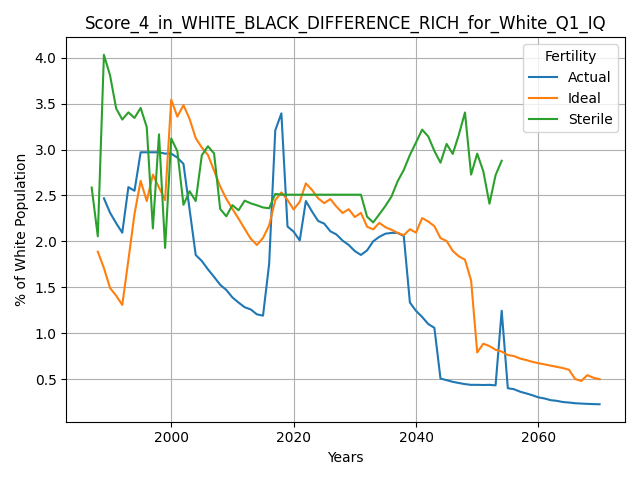 Score_4_in_WHITE_BLACK_DIFFERENCE_RICH_for_White_Q1_IQ
Fertility
Actual
Ideal
Sterile
% of White Population
4.0
3.5
3.0
2.5
2.0
1.5
1.0
0.5
2000
2020
2040
2060
Years